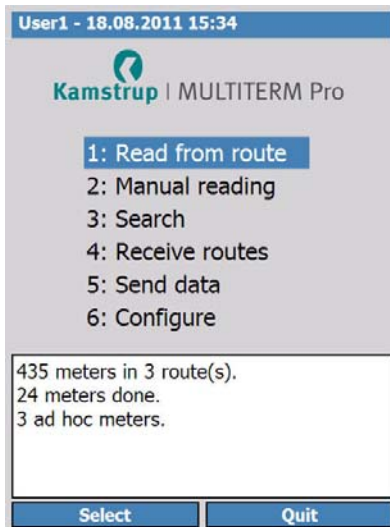 User1 - 18.08.2011 15:34
Kamstrup | MULTITERM Pro
1: Read from route
2: Manual reading
3: Search
4: Receive routes
5: Send data
6: Configure
435 meters in 3 route(s).
24 meters done.
3 ad hoc meters.
Select Quit